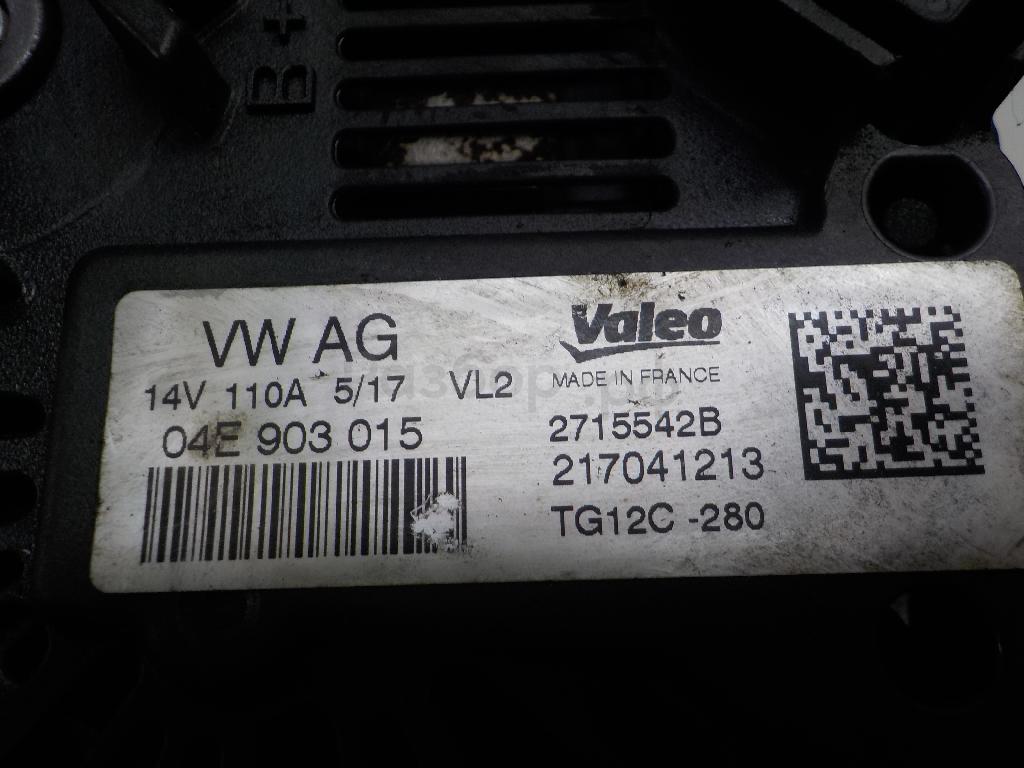 B+
VW AG
14V 110A 5/17 VL2
04E 903 015
Valeo
MADE IN FRANCE
2715542B
217041213
TG12C -280